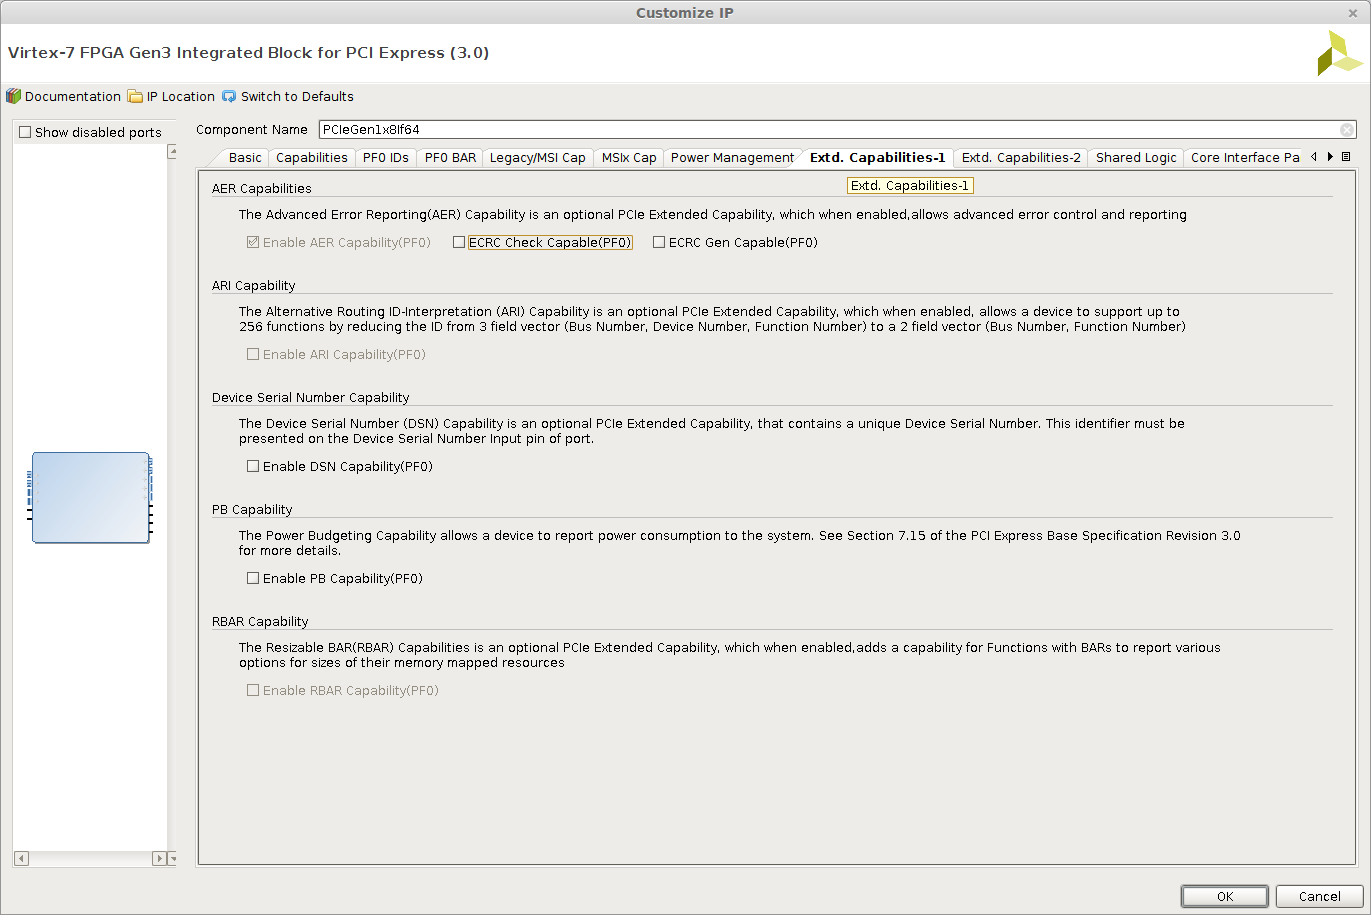 Customize IP
Virtex-7 FPGA Gen3 Integrated Block for PCI Express (3.0)
Documentation IP Location Switch to Defaults
Show disabled ports
Component Name PCIeGen1x8If64
Basic Capabilities PF0 IDs PF0 BAR Legacy/MSI Cap MSIx Cap Power Management Extd. Capabilities-1 Extd. Capabilities-2 Shared Logic Core Interface Pa
Extd. Capabilities-1
AER Capabilities
The Advanced Error Reporting(AER) Capability is an optional PCIe Extended Capability, which when enabled,allows advanced error control and reporting
Enable AER Capability(PF0) ECRC Check Capable(PF0) ECRC Gen Capable(PF0)
ARI Capability
The Alternative Routing ID-Interpretation (ARI) Capability is an optional PCIe Extended Capability, which when enabled, allows a device to support up to
256 functions by reducing the ID from 3 field vector (Bus Number, Device Number, Function Number) to a 2 field vector (Bus Number, Function Number)
Enable ARI Capability(PF0)
Device Serial Number Capability
The Device Serial Number (DSN) Capability is an optional PCIe Extended Capability, that contains a unique Device Serial Number. This identifier must be
presented on the Device Serial Number Input pin of port.
Enable DSN Capability(PF0)
PB Capability
The Power Budgeting Capability allows a device to report power consumption to the system. See Section 7.15 of the PCI Express Base Specification Revision 3.0
for more details.
Enable PB Capability(PF0)
RBAR Capability
The Resizable BAR(RBAR) Capabilities is an optional PCIe Extended Capability, which when enabled,adds a capability for Functions with BARs to report various
options for sizes of their memory mapped resources
Enable RBAR Capability(PF0)
OK Cancel